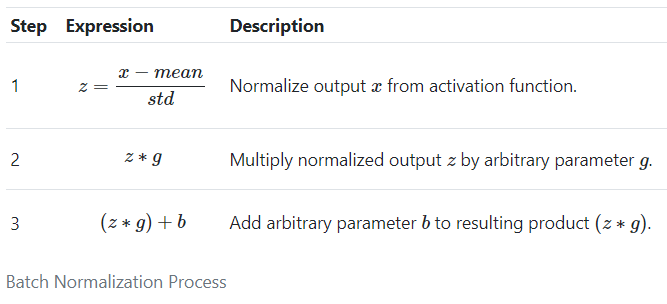 Step Expression Description
1 z = (x − mean) / std Normalize output x from activation function.
2 z ∗ g Multiply normalized output z by arbitrary parameter g.
3 (z ∗ g) + b Add arbitrary parameter b to resulting product (z ∗ g).
Batch Normalization Process